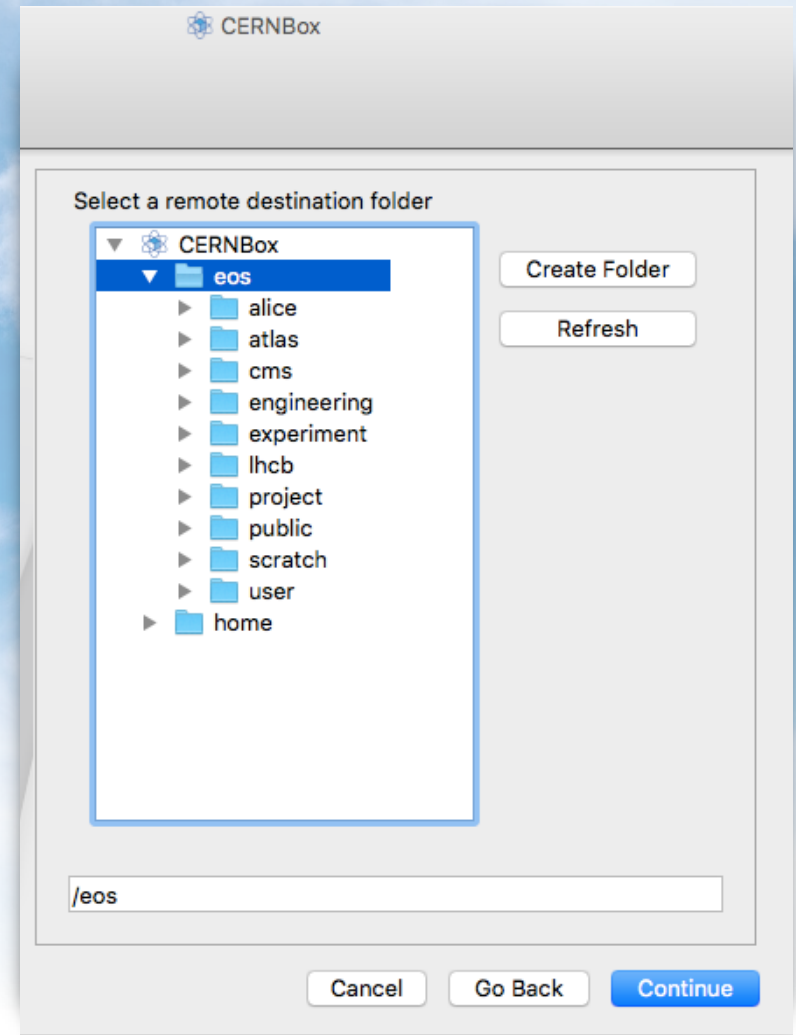 CERNBox
Select a remote destination folder
CERNBox
eos
alice
atlas
cms
engineering
experiment
lhcb
project
public
scratch
user
home
Create Folder
Refresh
/eos
Cancel Go Back Continue